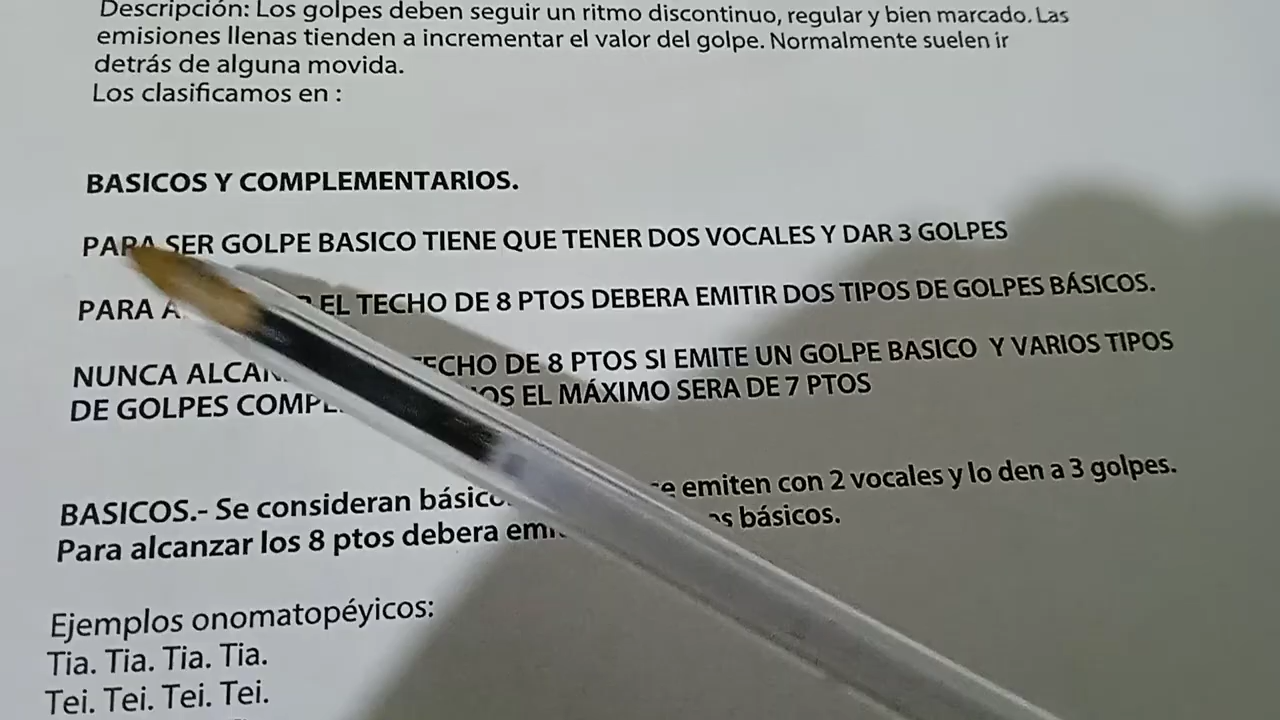 Descripción: Los golpes deben seguir un ritmo discontinuo, regular y bien marcado. Las
emisiones llenas tienden a incrementar el valor del golpe. Normalmente suelen ir
detrás de alguna movida.
Los clasificamos en :
BASICOS Y COMPLEMENTARIOS.
PARA SER GOLPE BASICO TIENE QUE TENER DOS VOCALES Y DAR 3 GOLPES
PARA EL TECHO DE 8 PTOS DEBERA EMITIR DOS TIPOS DE GOLPES BÁSICOS.
NUNCA DE 8 PTOS SI EMITE UN GOLPE BASICO Y VARIOS TIPOS
DE GOLPES EL MÁXIMO SERA DE 7 PTOS
BASICOS.- Se consideran emiten con 2 vocales y lo den a 3 golpes.
Para alcanzar los 8 ptos debera básicos.
Ejemplos onomatopéyicos:
Tia. Tia. Tia. Tia.
Tei. Tei. Tei. Tei.